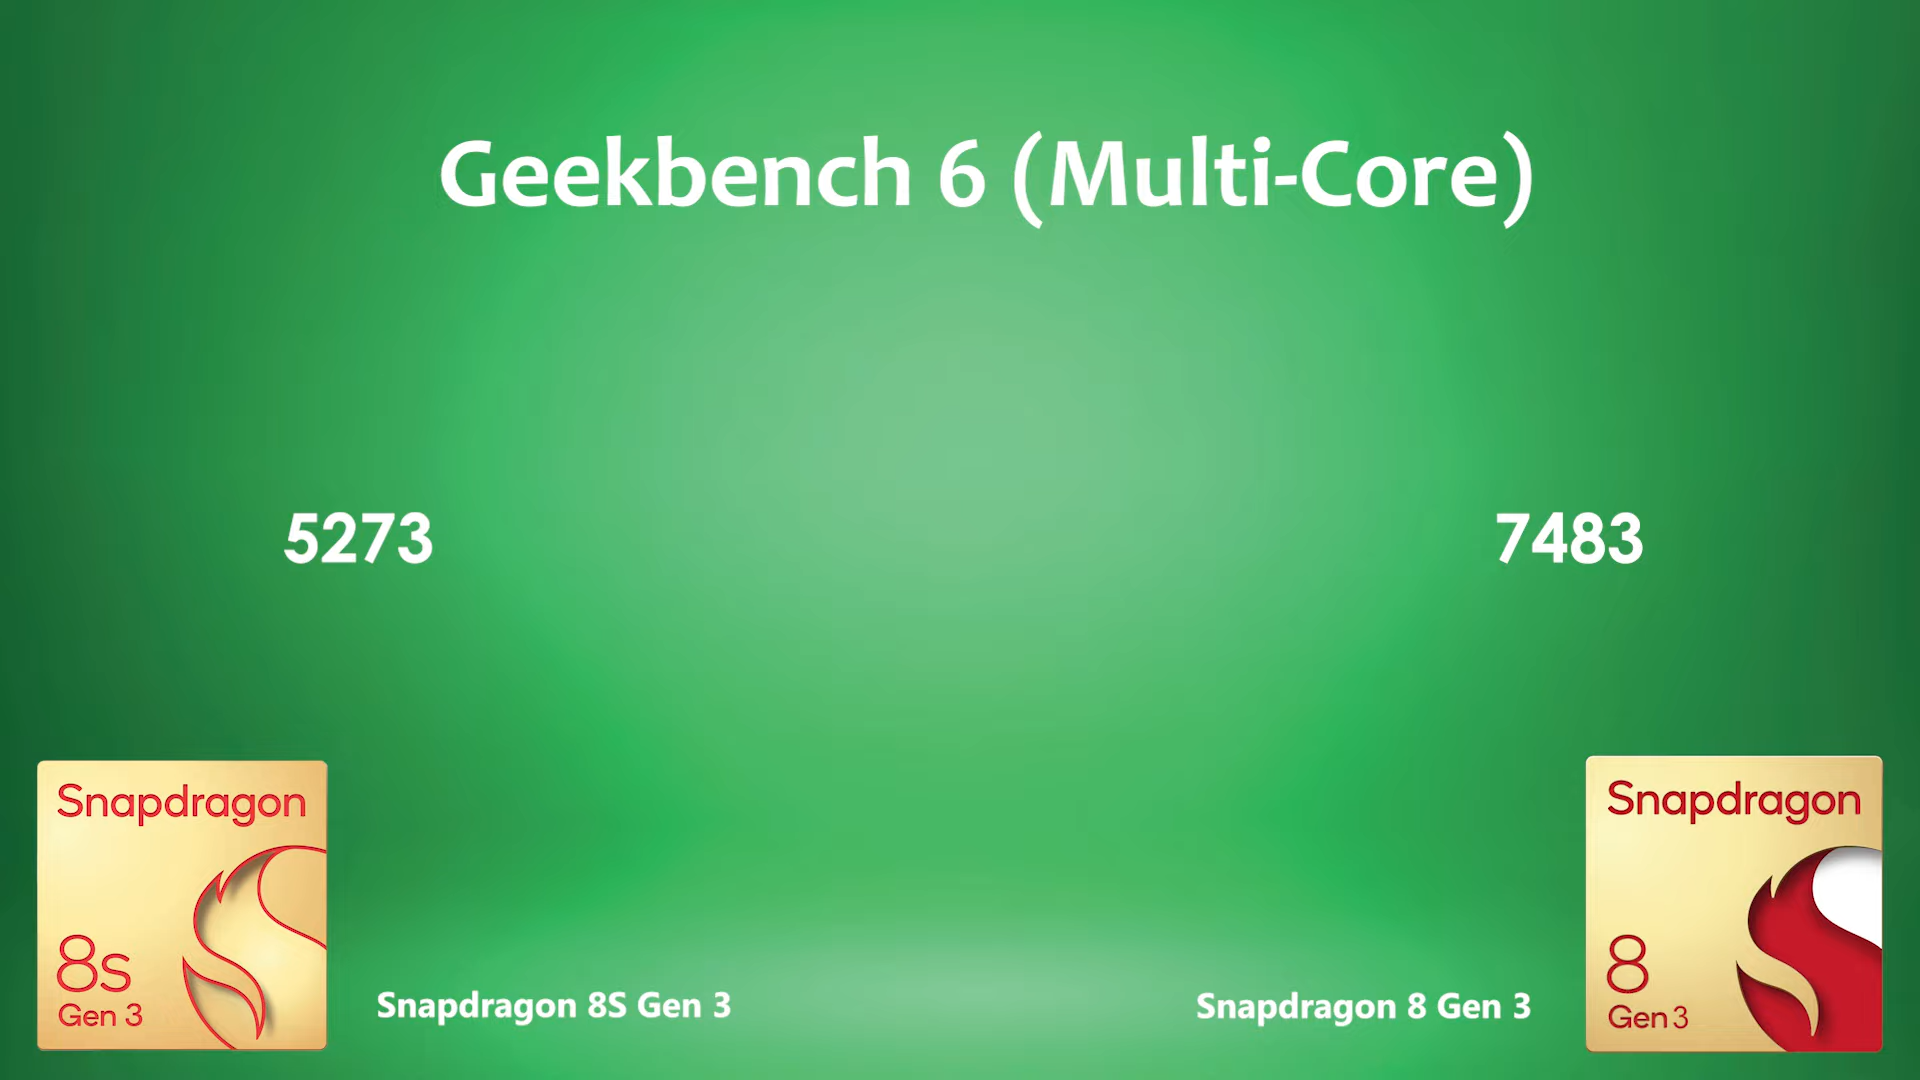 Geekbench 6 (Multi-Core)
5273
7483
Snapdragon
8s
Gen 3
Snapdragon 8S Gen 3
Snapdragon 8 Gen 3
Snapdragon
8
Gen 3